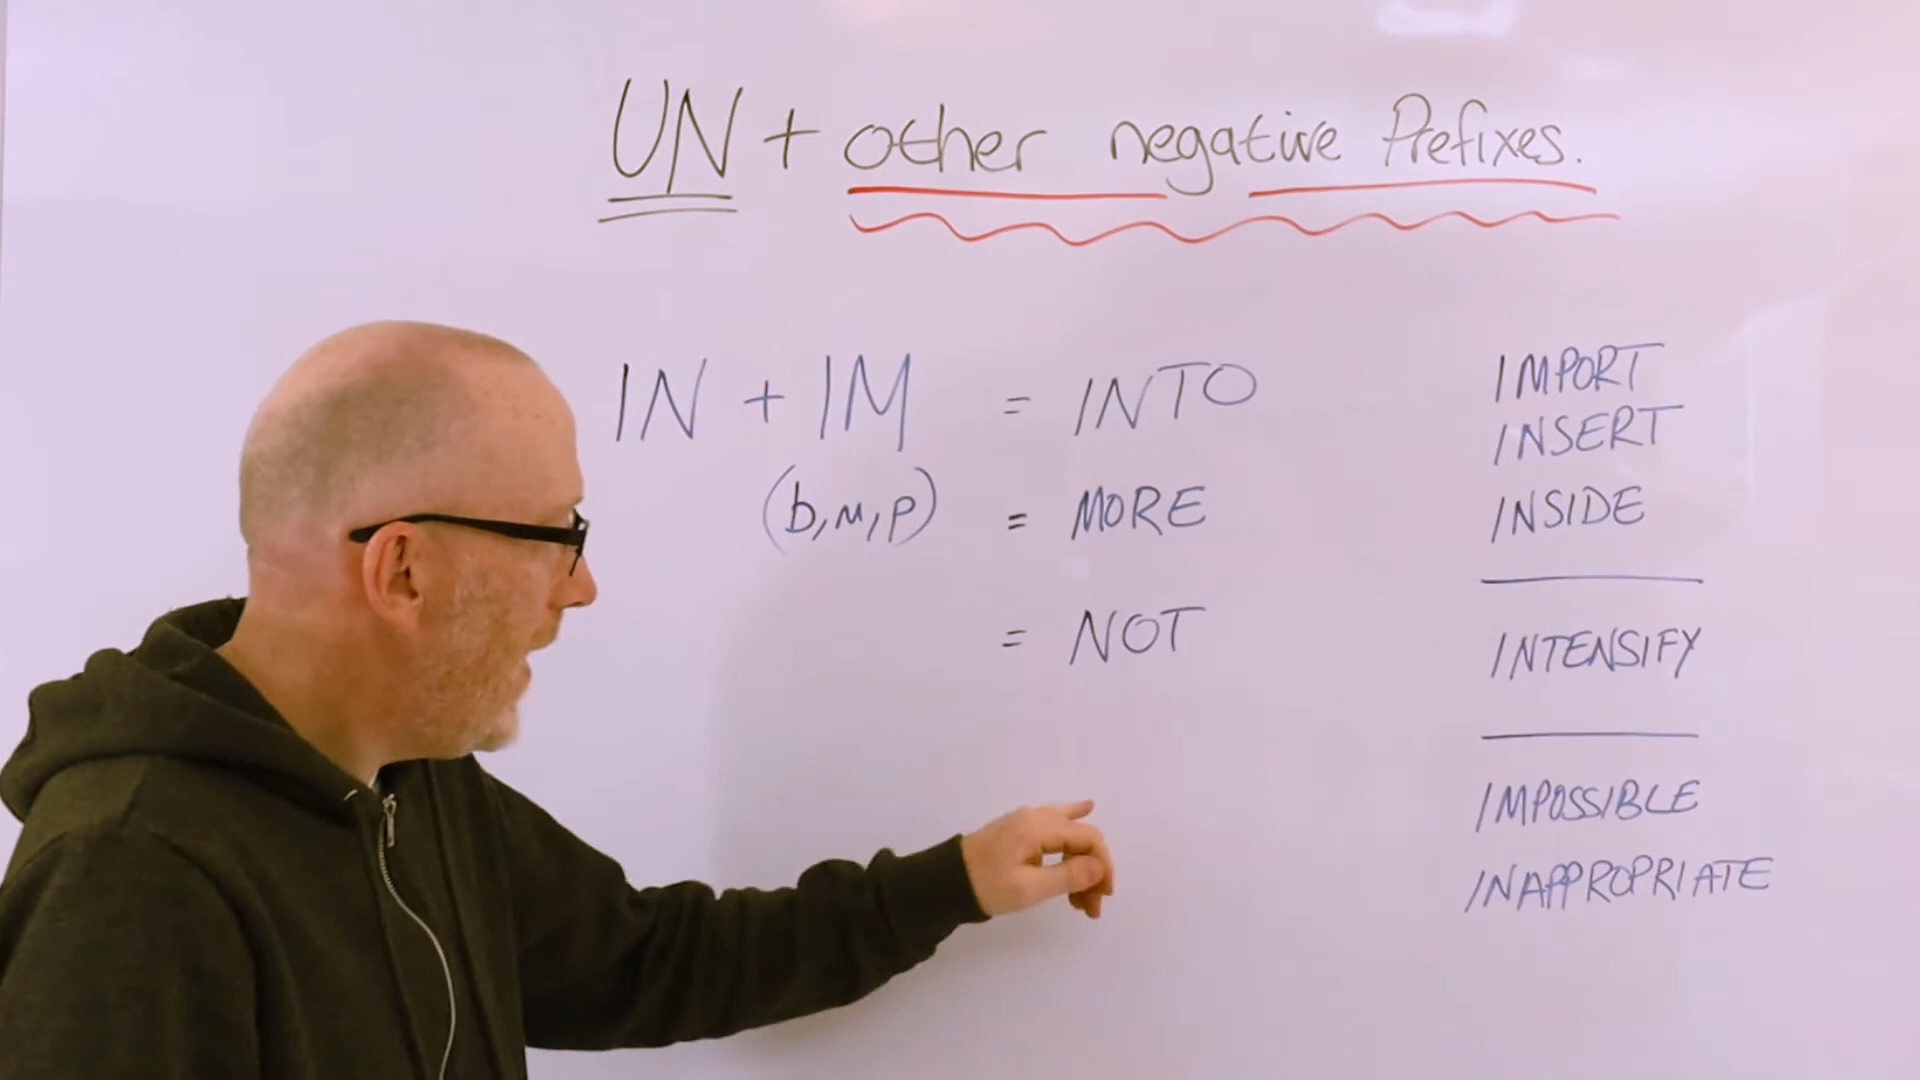 UN + other negative Prefixes.
IN + IM = INTO
(b,m,p) = MORE
= NOT
IMPORT
INSERT
INSIDE
INTENSIFY
IMPOSSIBLE
INAPPROPRIATE